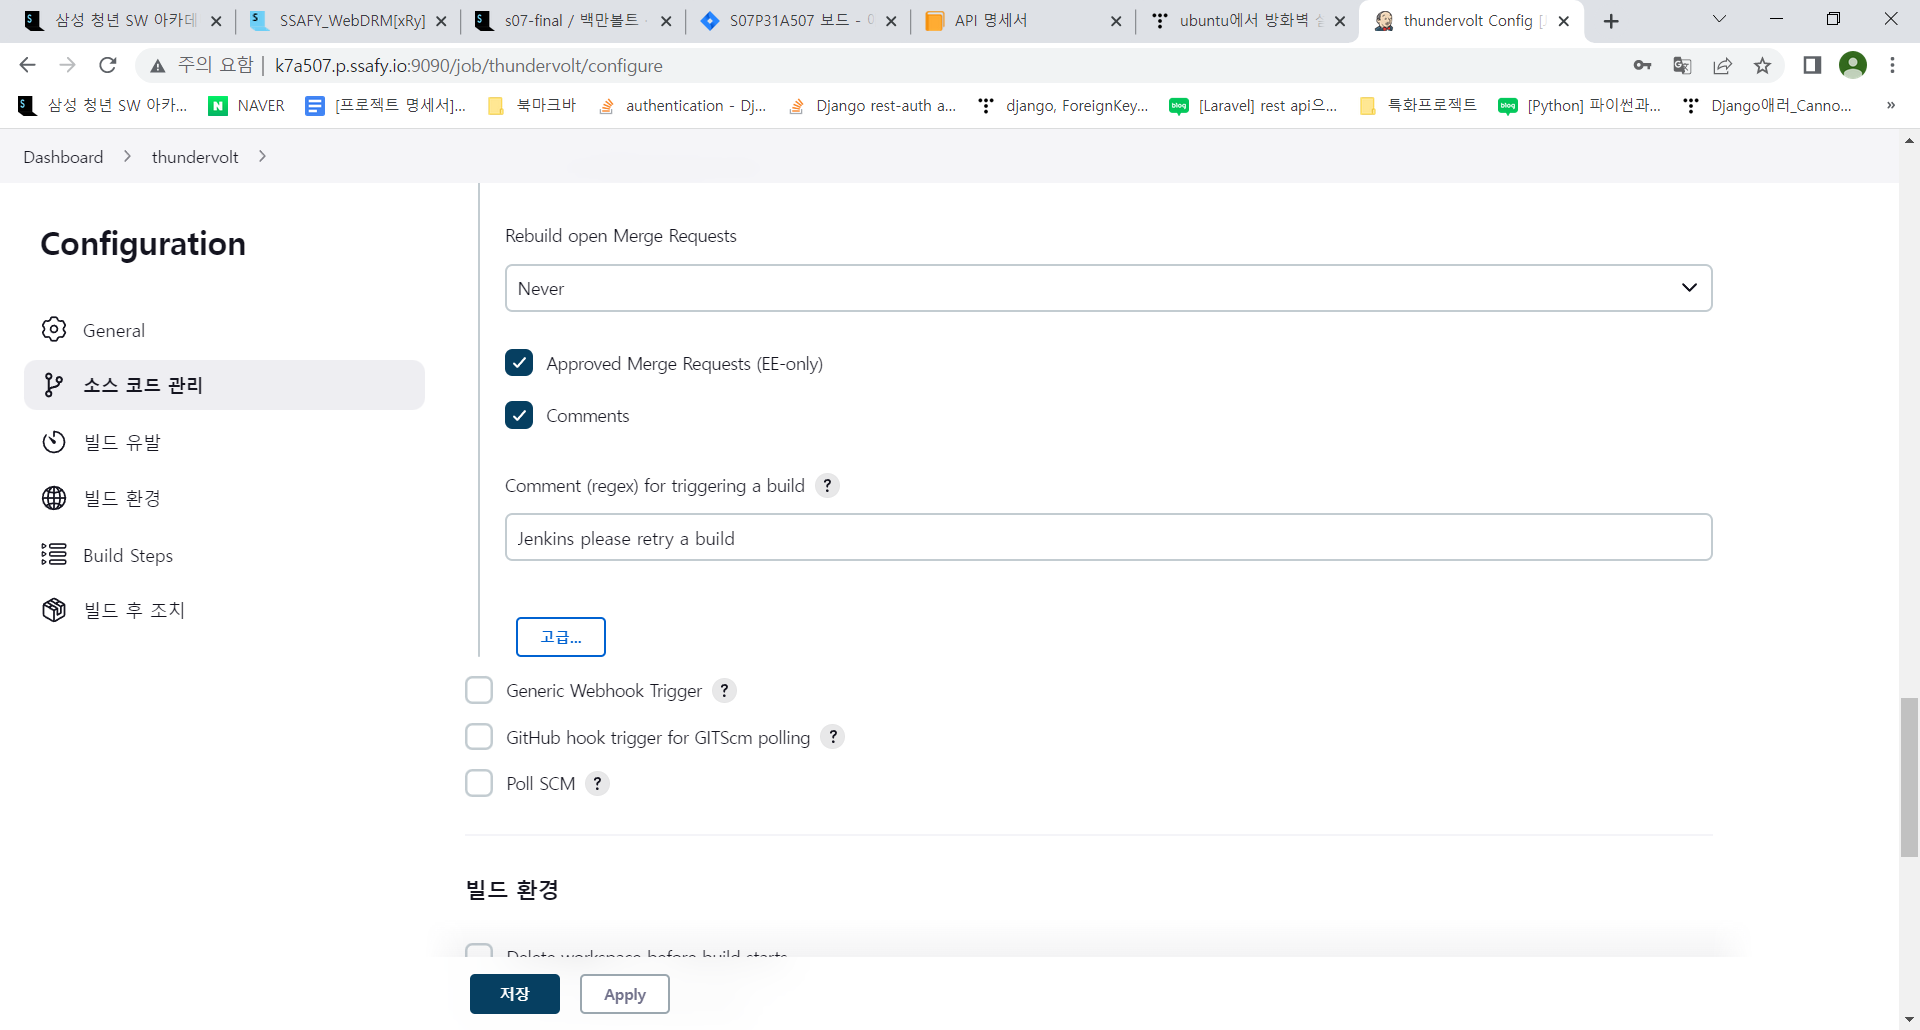 삼성 청년 SW 아카데
SSAFY_WebDRM[xRy]
s07-final / 백만볼트
S07P31A507 보드 -
API 명세서
ubuntu에서 방화벽
thundervolt Config
주의 요함 | k7a507.p.ssafy.io:9090/job/thundervolt/configure
삼성 청년 SW 아카...
NAVER
[프로젝트 명세서]...
북마크바
authentication - Dj...
Django rest-auth a...
django, ForeignKey...
[Laravel] rest api으...
특화프로젝트
[Python] 파이썬과...
Django애러_Canno...
»
Dashboard > thundervolt >
Configuration
General
소스 코드 관리
빌드 유발
빌드 환경
Build Steps
빌드 후 조치
Rebuild open Merge Requests
Never
Approved Merge Requests (EE-only)
Comments
Comment (regex) for triggering a build ?
Jenkins please retry a build
고급...
Generic Webhook Trigger ?
GitHub hook trigger for GITScm polling ?
Poll SCM ?
빌드 환경
Delete workspace before build starts
저장
Apply